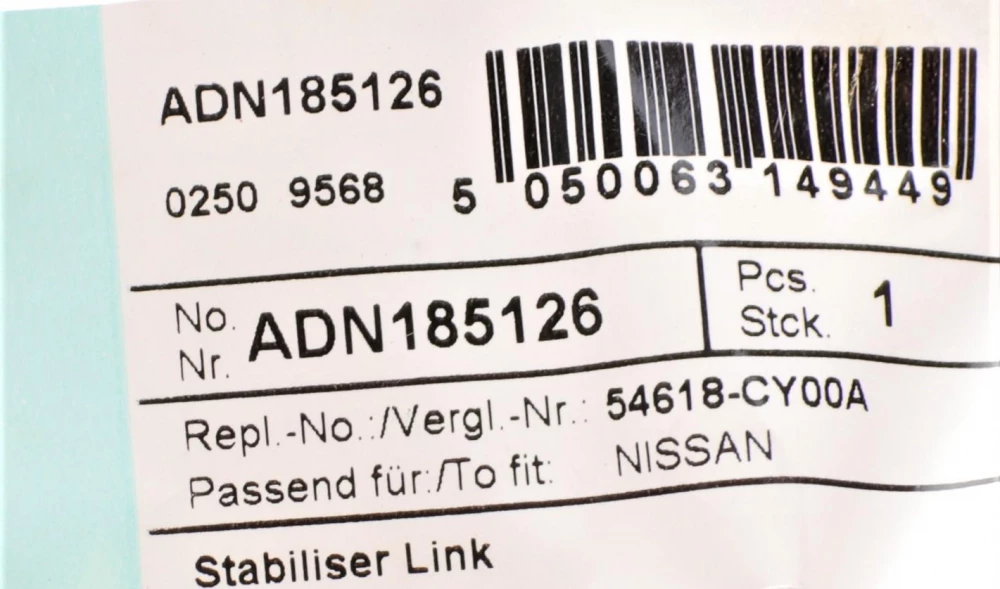 ADN185126
0250 9568
5 050063 149449
No.
Nr.
ADN185126
Pcs.
Stck.
1
Repl.-No.:/Vergl.-Nr.: 54618-CY00A
Passend für:/To fit: NISSAN
Stabiliser Link